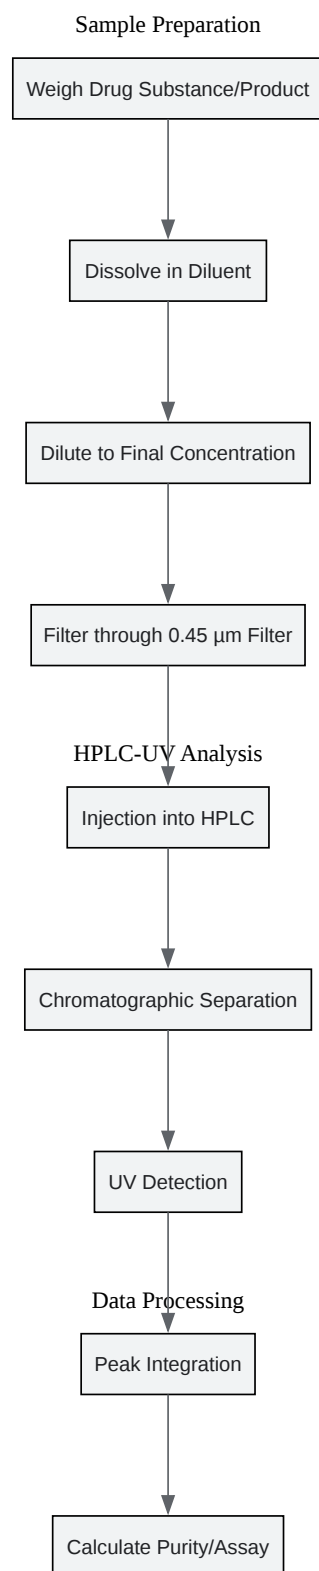 Sample Preparation
Weigh Drug Substance/Product
Dissolve in Diluent
Dilute to Final Concentration
Filter through 0.45 µm Filter
HPLC-UV Analysis
Injection into HPLC
Chromatographic Separation
UV Detection
Data Processing
Peak Integration
Calculate Purity/Assay